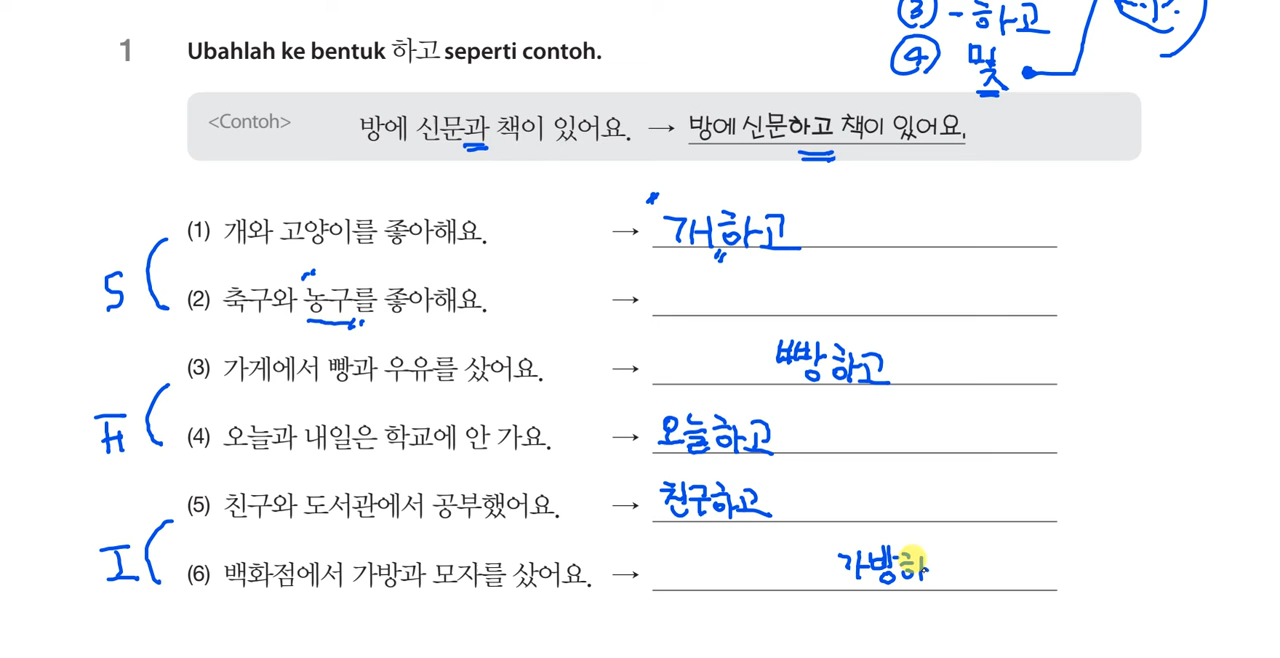 ③ -하고
④ 및
1 Ubahlah ke bentuk 하고 seperti contoh.
<Contoh> 방에 신문과 책이 있어요. → 방에 신문하고 책이 있어요.
(1) 개와 고양이를 좋아해요. → 개하고
S
(2) 축구와 농구를 좋아해요. →
(3) 가게에서 빵과 우유를 샀어요. → 빵하고
(4) 오늘과 내일은 학교에 안 가요. → 오늘하고
(5) 친구와 도서관에서 공부했어요. → 친구하고
I
(6) 백화점에서 가방과 모자를 샀어요. → 가방하